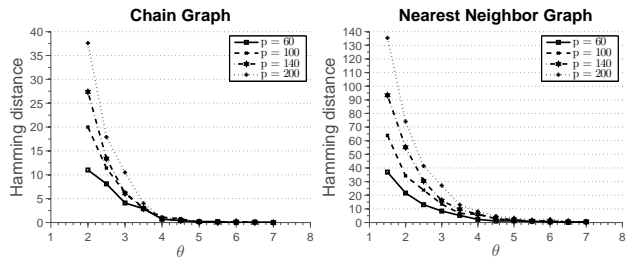 Chain Graph
Hamming distance
40
35
30
25
20
15
10
5
0
1 2 3 4 5 6 7 8
θ
p = 60
p = 100
p = 140
p = 200
Nearest Neighbor Graph
Hamming distance
140
130
120
110
100
90
80
70
60
50
40
30
20
10
0
1 2 3 4 5 6 7 8
θ
p = 60
p = 100
p = 140
p = 200